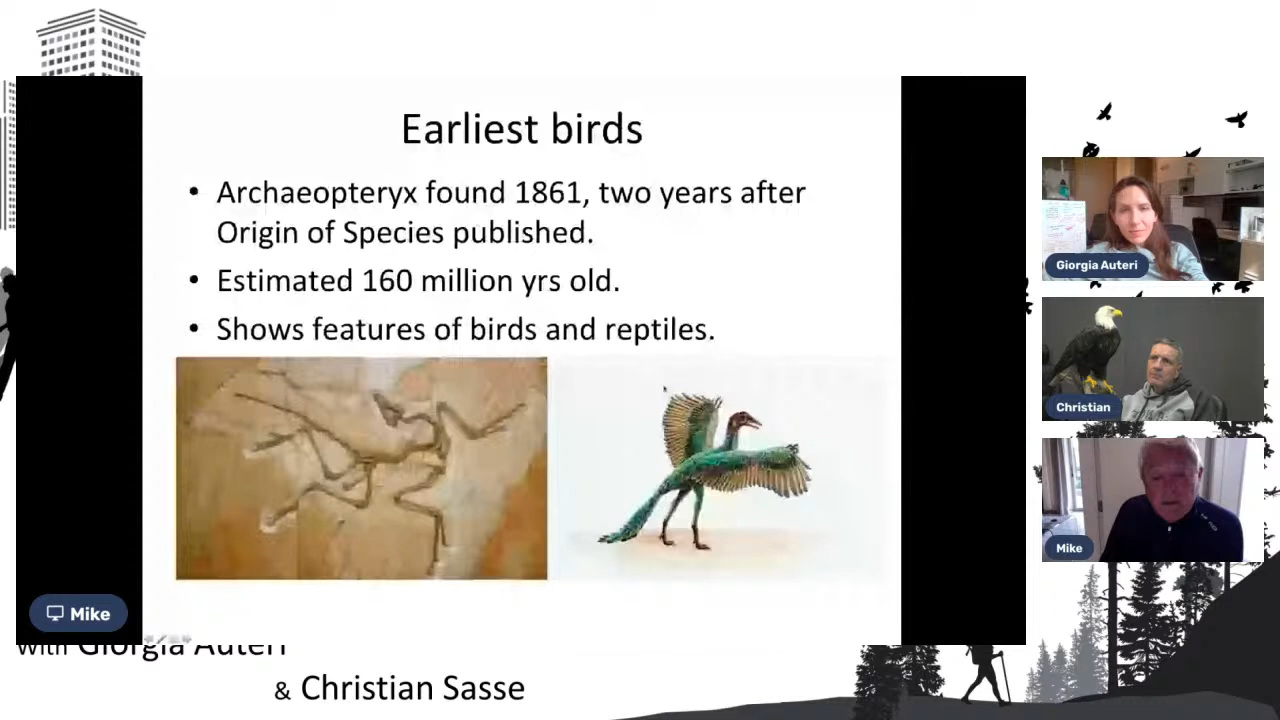 Earliest birds
• Archaeopteryx found 1861, two years after
Origin of Species published.
• Estimated 160 million yrs old.
• Shows features of birds and reptiles.
Giorgia Auteri
Christian
Mike
Mike
with Giorgia Auteri
& Christian Sasse